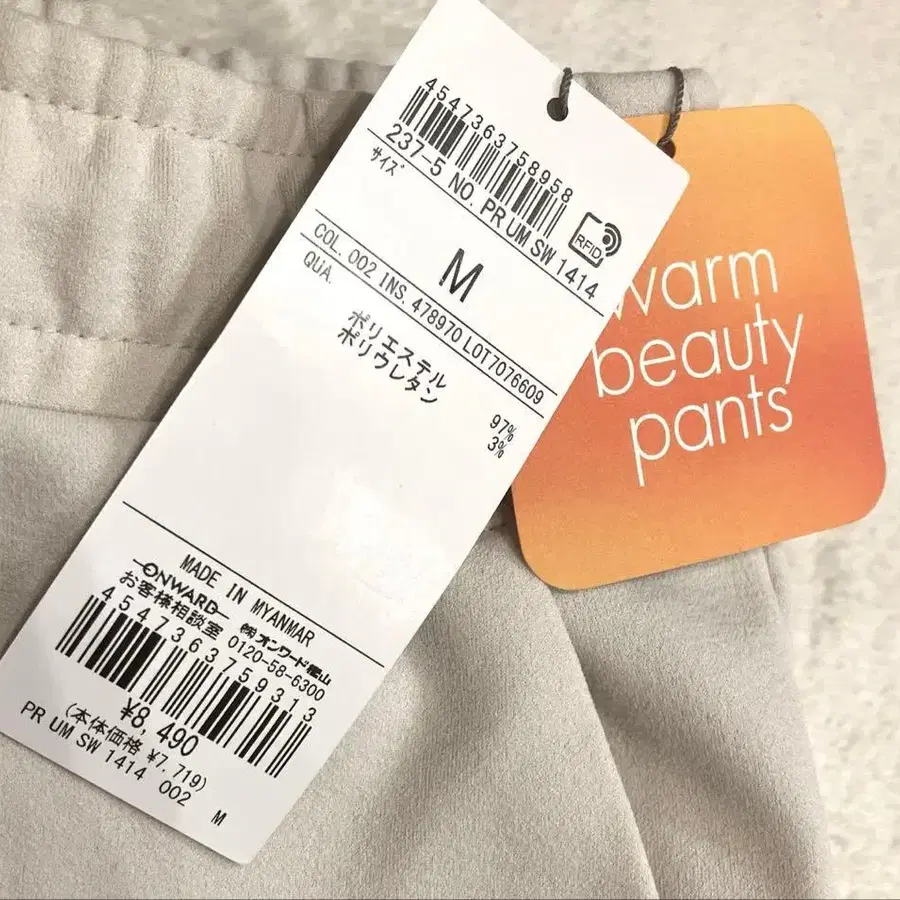 4547363758958
237-5 NO. PR UM SW 1414
RFID
サイズ
M
COL. 002 INS. 478970 LOT7076609
QUA.
ポリエステル 97%
ポリウレタン 3%
MADE IN MYANMAR
ONWARD ㈱オンワード樫山
お客様相談室 0120-58-6300
4547363759313
¥8,490
(本体価格 ¥7,719)
PR UM SW 1414 002 M
warm
beauty
pants